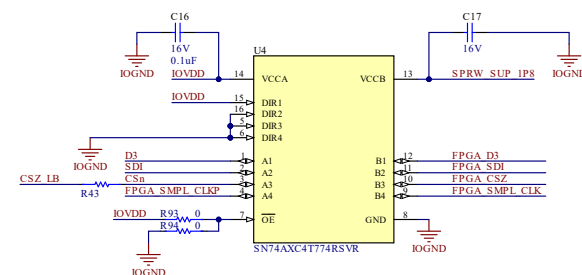 C16
16V
0.1uF
IOGND
IOVDD
U4
14 VCCA
VCCB 13
C17
16V
IOGND
SPRW_SUP_1P8
IOVDD
15 DIR1
16 DIR2
5 DIR3
6 DIR4
IOGND
D3 1 A1
SDI 2 A2
CSZ_LB R43 CSn 3 A3
FPGA_SMPL_CLKP 4 A4
B1 12 FPGA_D3
B2 11 FPGA_SDI
B3 10 FPGA_CSZ
B4 9 FPGA_SMPL_CLK
IOVDD R93 0
R94 0
7 OE
GND 8
IOGND
IOGND
SN74AXC4T774RSVR